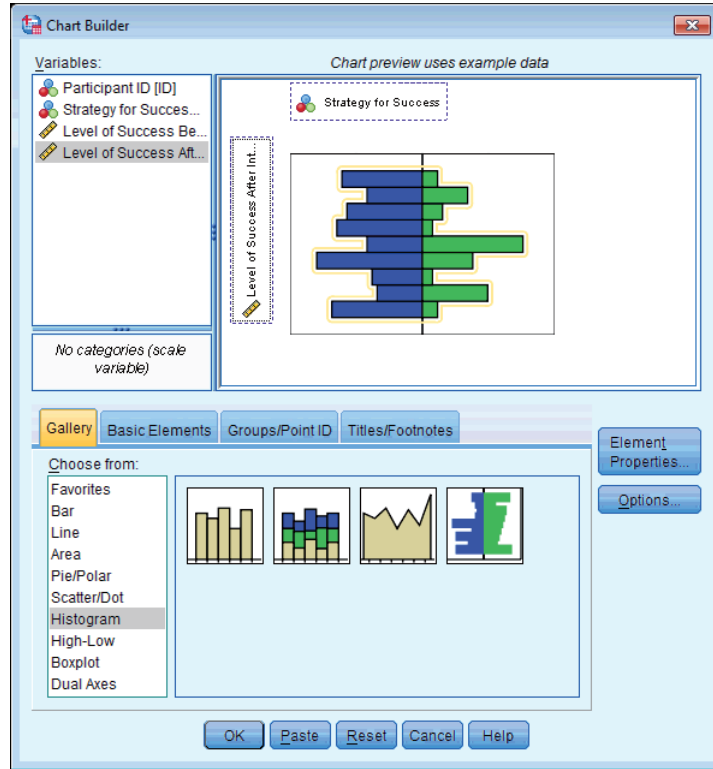 Chart Builder
Variables:
Chart preview uses example data
Participant ID [ID]
Strategy for Succes...
Level of Success Be...
Level of Success Aft...
Strategy for Success
Level of Success After Int...
No categories (scale
variable)
Gallery
Basic Elements
Groups/Point ID
Titles/Footnotes
Element
Properties...
Options...
Choose from:
Favorites
Bar
Line
Area
Pie/Polar
Scatter/Dot
Histogram
High-Low
Boxplot
Dual Axes
OK
Paste
Reset
Cancel
Help